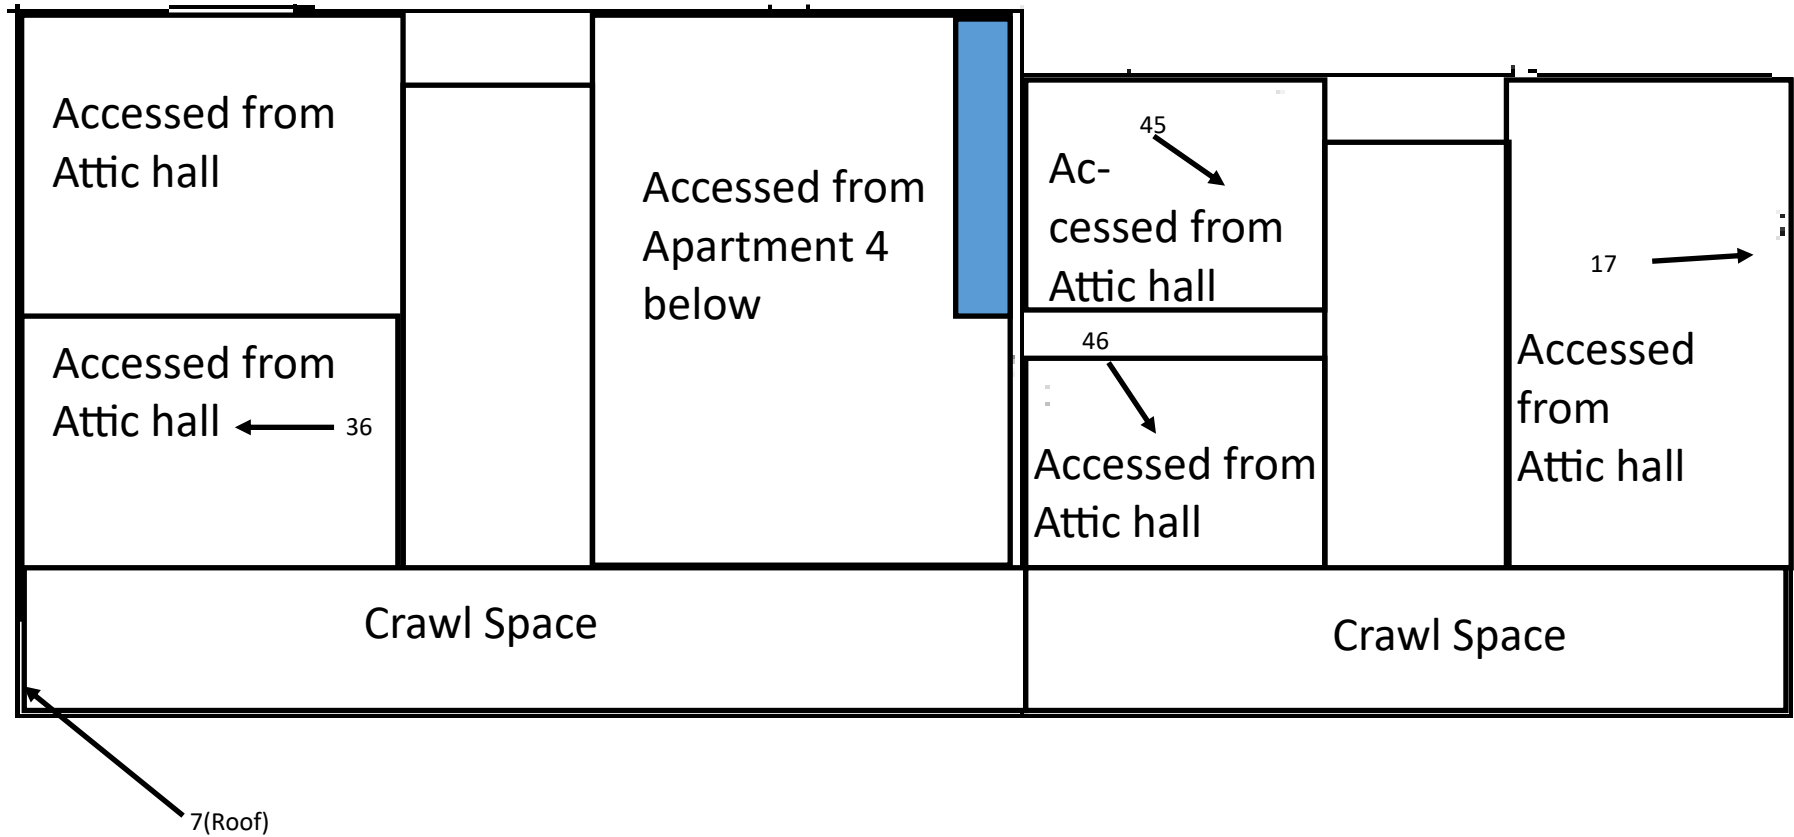 Accessed from
Attic hall
Accessed from
Attic hall
36
Accessed from
Apartment 4
below
45
Ac-
cessed from
Attic hall
46
Accessed from
Attic hall
17
Accessed
from
Attic hall
Crawl Space
Crawl Space
7(Roof)